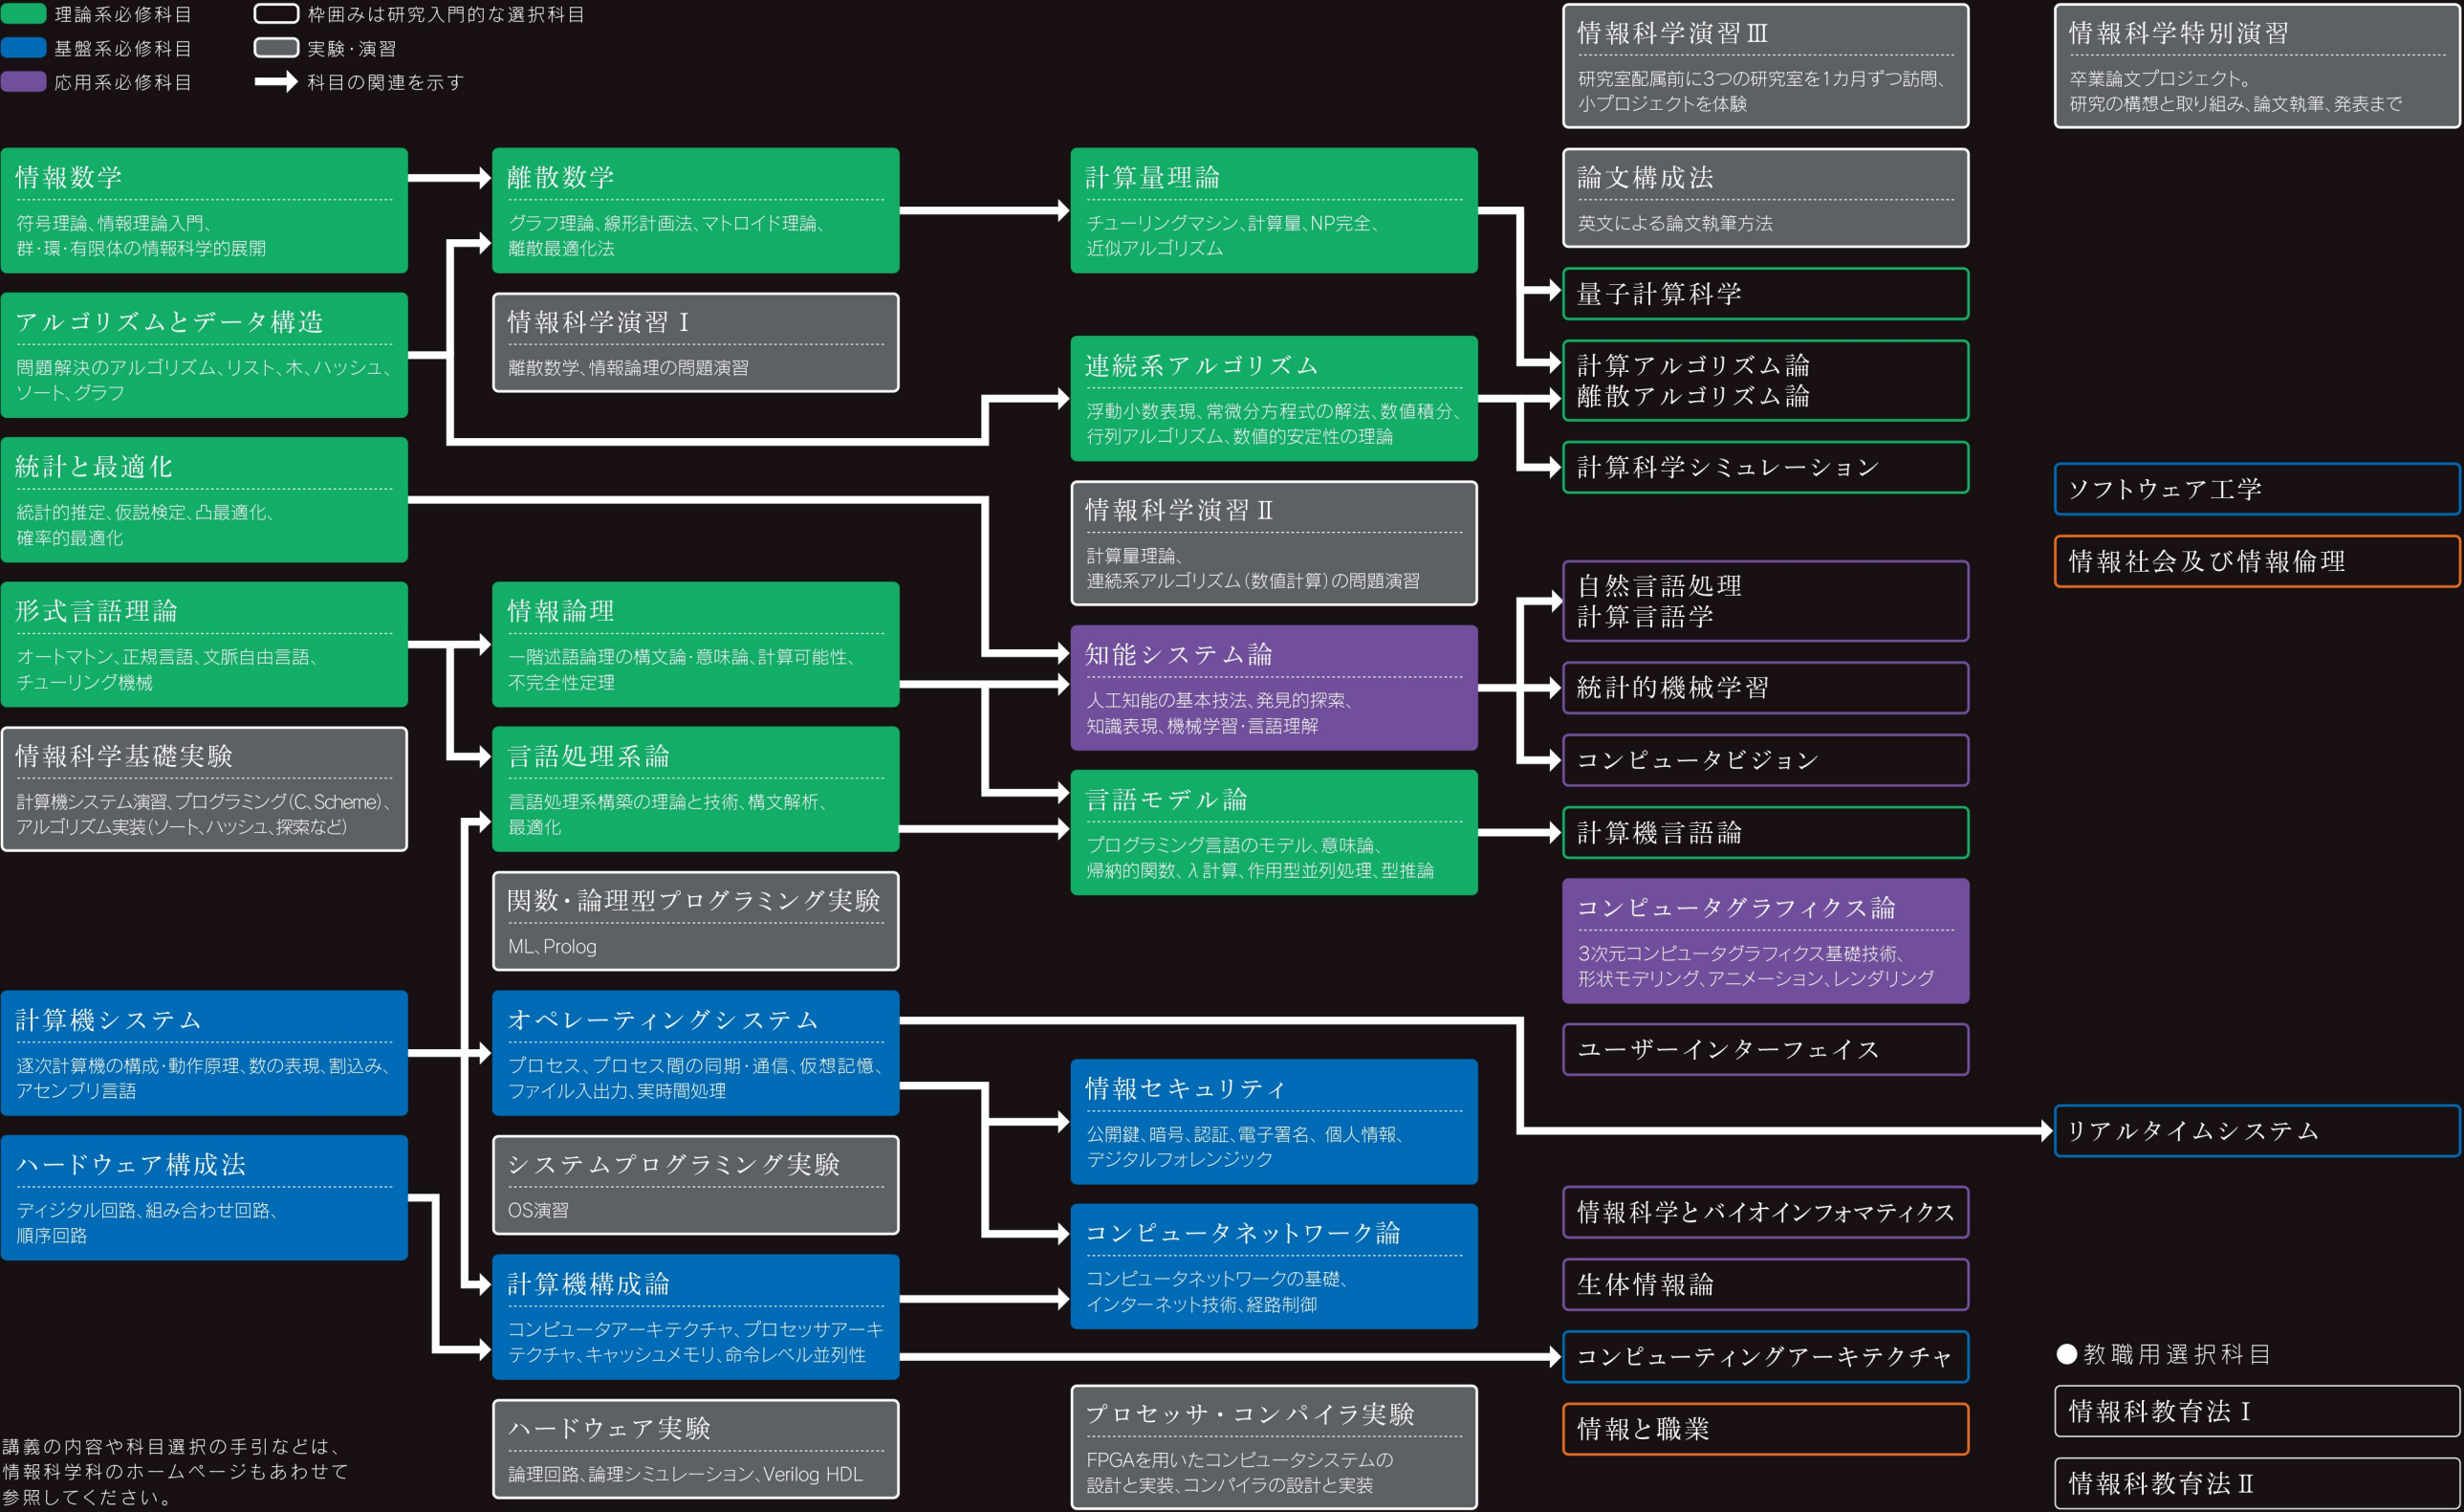 理論系必修科目
基盤系必修科目
応用系必修科目
枠囲みは研究入門的な選択科目
実験・演習
科目の関連を示す
情報数学
符号理論、情報理論入門、
群・環・有限体の情報科学的展開
アルゴリズムとデータ構造
問題解決のアルゴリズム、リスト、木、ハッシュ、
ソート、グラフ
統計と最適化
統計的推定、仮説検定、凸最適化、
確率的最適化
形式言語理論
オートマトン、正規言語、文脈自由言語、
チューリング機械
情報科学基礎実験
計算機システム演習、プログラミング(C、Scheme)、
アルゴリズム実装(ソート、ハッシュ、探索など)
計算機システム
逐次計算機の構成・動作原理、数の表現、割込み、
アセンブリ言語
ハードウェア構成法
ディジタル回路、組み合わせ回路、
順序回路
講義の内容や科目選択の手引などは、
情報科学科のホームページもあわせて
参照してください。
離散数学
グラフ理論、線形計画法、マトロイド理論、
離散最適化法
情報科学演習Ⅰ
離散数学、情報論理の問題演習
情報論理
一階述語論理の構文論・意味論、計算可能性、
不完全性定理
言語処理系論
言語処理系構築の理論と技術、構文解析、
最適化
関数・論理型プログラミング実験
ML、Prolog
オペレーティングシステム
プロセス、プロセス間の同期・通信、仮想記憶、
ファイル入出力、実時間処理
システムプログラミング実験
OS演習
計算機構成論
コンピュータアーキテクチャ、プロセッサアーキ
テクチャ、キャッシュメモリ、命令レベル並列性
ハードウェア実験
論理回路、論理シミュレーション、Verilog HDL
計算量理論
チューリングマシン、計算量、NP完全、
近似アルゴリズム
連続系アルゴリズム
浮動小数表現、常微分方程式の解法、数値積分、
行列アルゴリズム、数値的安定性の理論
情報科学演習Ⅱ
計算量理論、
連続系アルゴリズム(数値計算)の問題演習
知能システム論
人工知能の基本技法、発見的探索、
知識表現、機械学習・言語理解
言語モデル論
プログラミング言語のモデル、意味論、
帰納的関数、λ計算、作用型並列処理、型推論
情報セキュリティ
公開鍵、暗号、認証、電子署名、個人情報、
デジタルフォレンジック
コンピュータネットワーク論
コンピュータネットワークの基礎、
インターネット技術、経路制御
プロセッサ・コンパイラ実験
FPGAを用いたコンピュータシステムの
設計と実装、コンパイラの設計と実装
情報科学演習Ⅲ
研究室配属前に3つの研究室を1カ月ずつ訪問、
小プロジェクトを体験
論文構成法
英文による論文執筆方法
量子計算科学
計算アルゴリズム論
離散アルゴリズム論
計算科学シミュレーション
自然言語処理
計算言語学
統計的機械学習
コンピュータビジョン
計算機言語論
コンピュータグラフィクス論
3次元コンピュータグラフィクス基礎技術、
形状モデリング、アニメーション、レンダリング
ユーザーインターフェイス
情報科学とバイオインフォマティクス
生体情報論
コンピューティングアーキテクチャ
情報と職業
情報科学特別演習
卒業論文プロジェクト。
研究の構想と取り組み、論文執筆、発表まで
ソフトウェア工学
情報社会及び情報倫理
リアルタイムシステム
●教職用選択科目
情報科教育法Ⅰ
情報科教育法Ⅱ